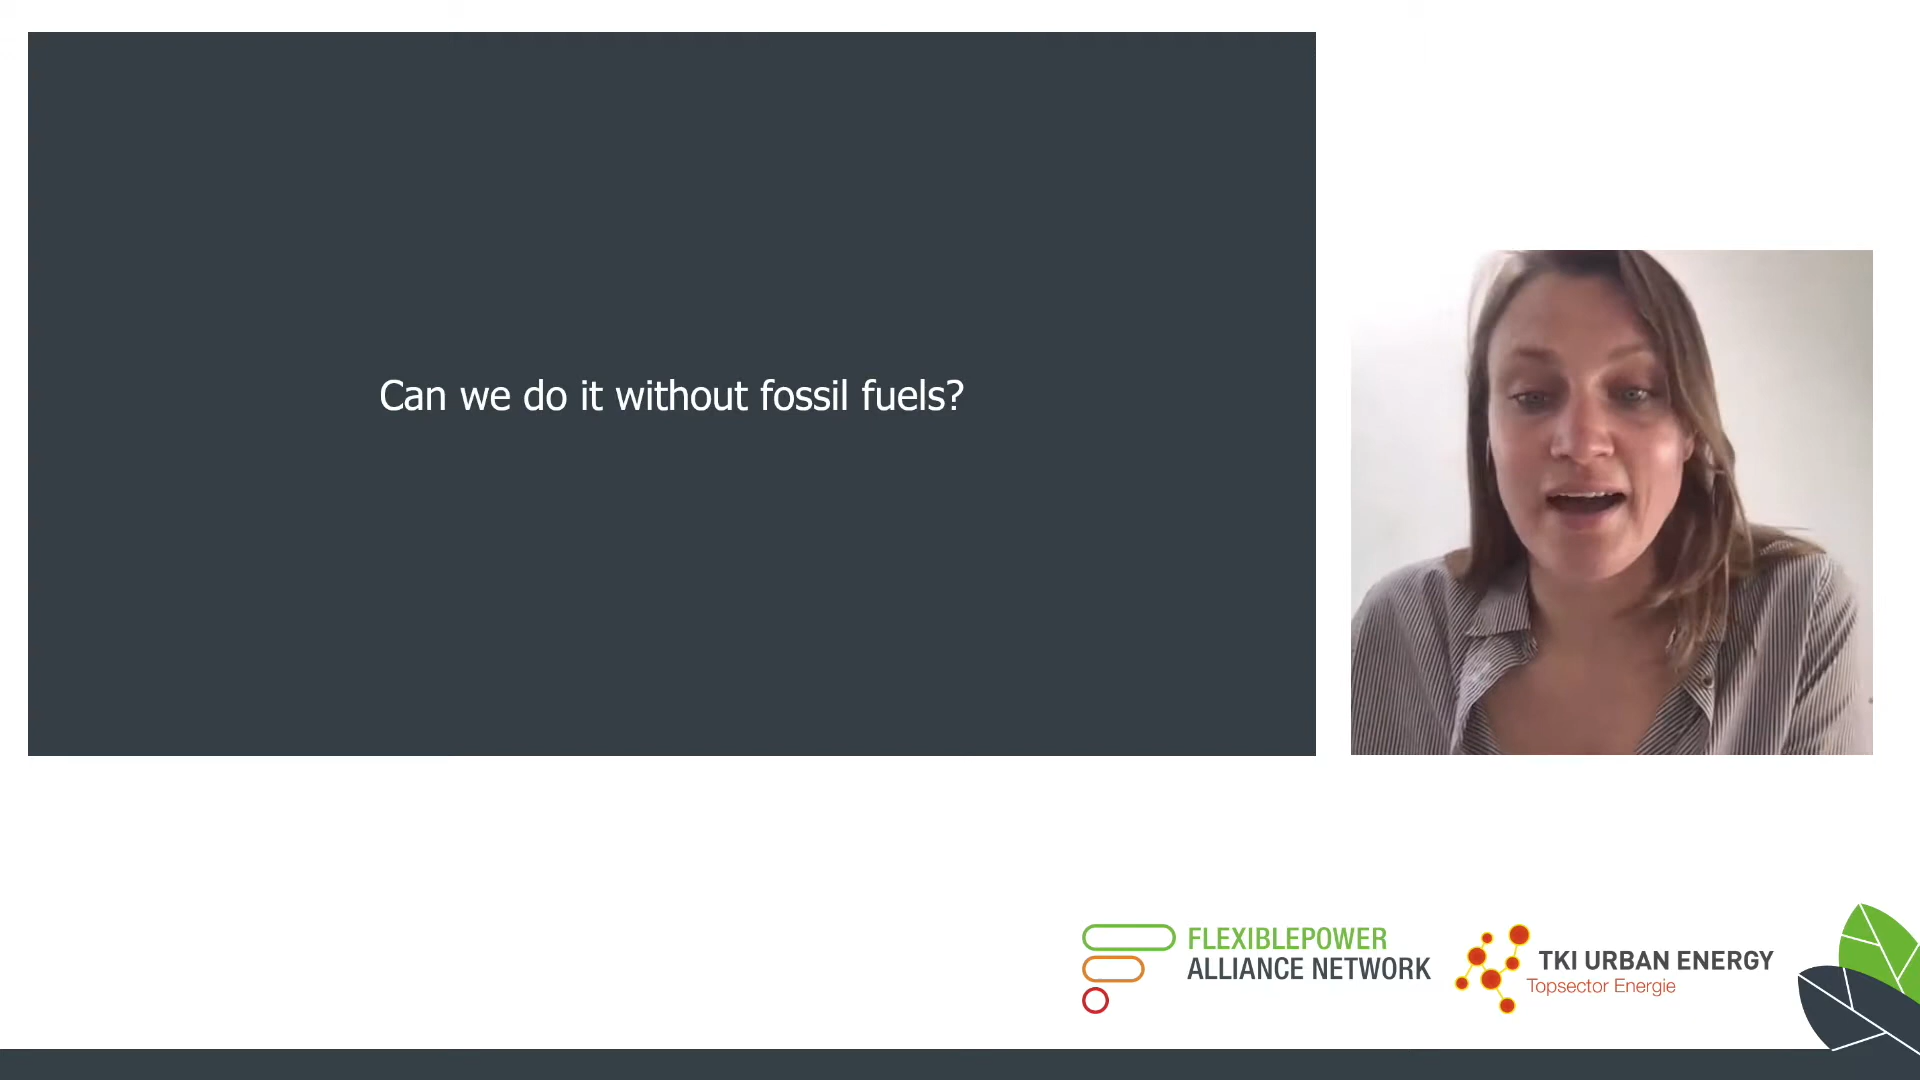 Can we do it without fossil fuels?
FLEXIBLEPOWER
ALLIANCE NETWORK
TKI URBAN ENERGY
Topsector Energie